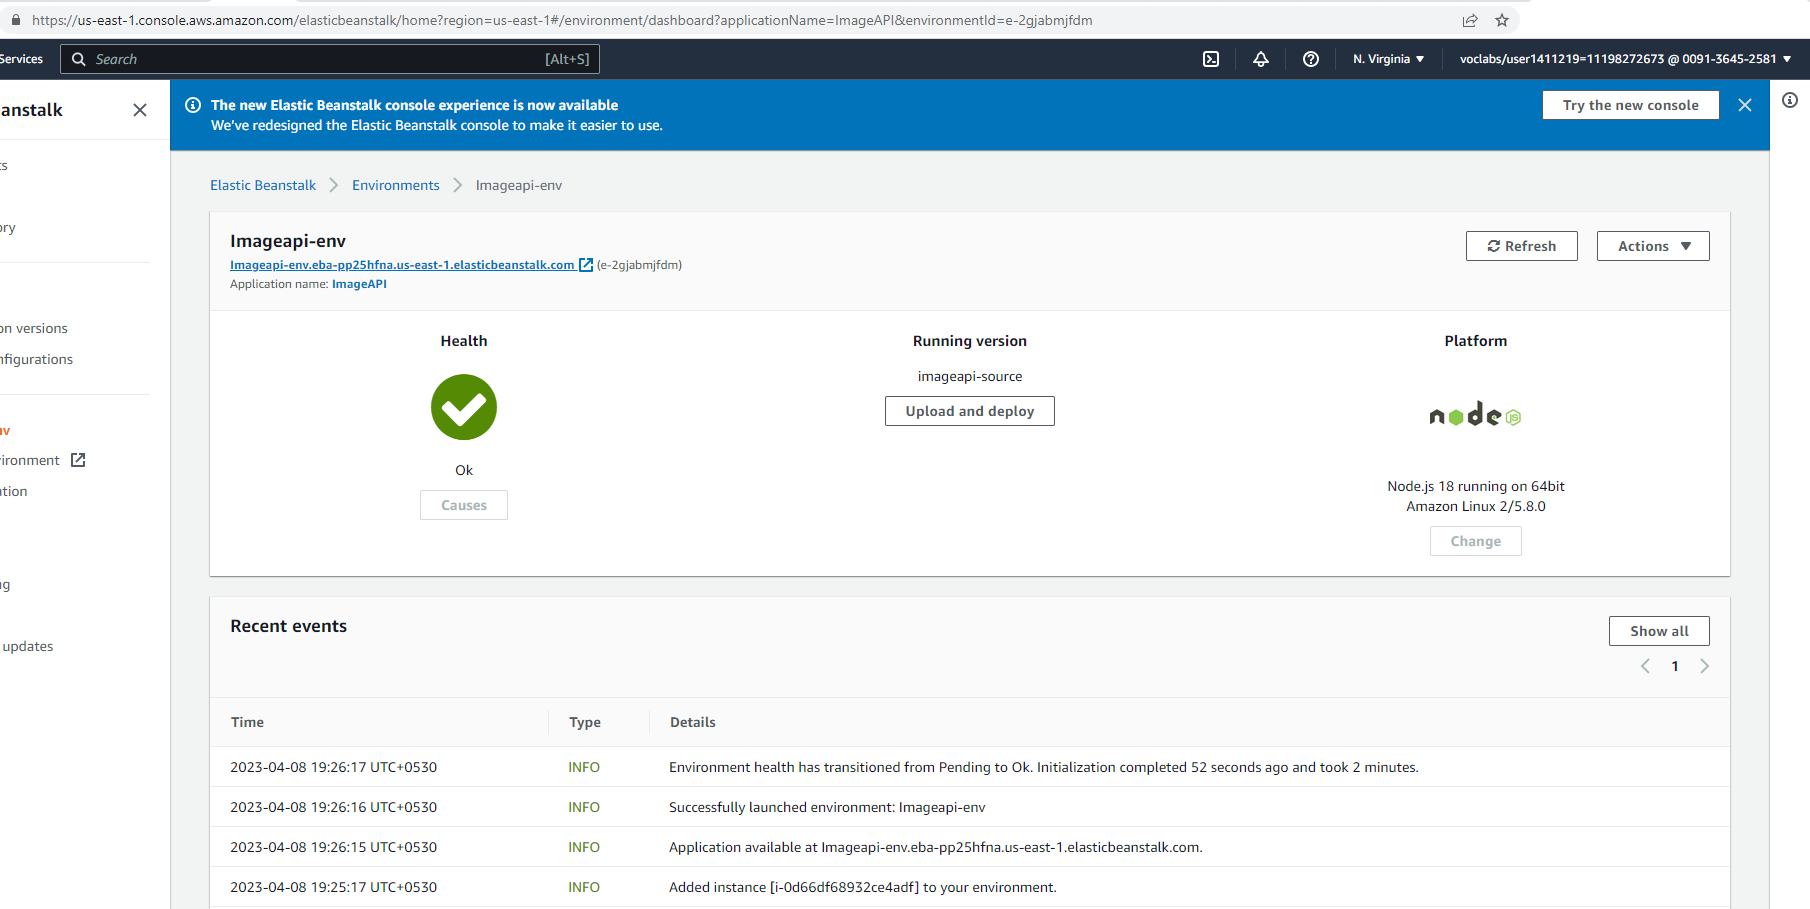 https://us-east-1.console.aws.amazon.com/elasticbeanstalk/home?region=us-east-1#/environment/dashboard?applicationName=ImageAPI&environmentId=e-2gjabmjfdm
Services
Search
[Alt+S]
N. Virginia
voclabs/user1411219=11198272673 @ 0091-3645-2581
anstalk
The new Elastic Beanstalk console experience is now available
We've redesigned the Elastic Beanstalk console to make it easier to use.
Try the new console
ts
ory
on versions
nfigurations
nv
vironment
ation
ng
updates
Elastic Beanstalk
Environments
Imageapi-env
Imageapi-env
Imageapi-env.eba-pp25hfna.us-east-1.elasticbeanstalk.com (e-2gjabmjfdm)
Application name: ImageAPI
Refresh
Actions
Health
Ok
Causes
Running version
imageapi-source
Upload and deploy
Platform
node JS
Node.js 18 running on 64bit
Amazon Linux 2/5.8.0
Change
Recent events
Show all
1
Time Type Details
2023-04-08 19:26:17 UTC+0530 INFO Environment health has transitioned from Pending to Ok. Initialization completed 52 seconds ago and took 2 minutes.
2023-04-08 19:26:16 UTC+0530 INFO Successfully launched environment: Imageapi-env
2023-04-08 19:26:15 UTC+0530 INFO Application available at Imageapi-env.eba-pp25hfna.us-east-1.elasticbeanstalk.com.
2023-04-08 19:25:17 UTC+0530 INFO Added instance [i-0d66df68932ce4adf] to your environment.